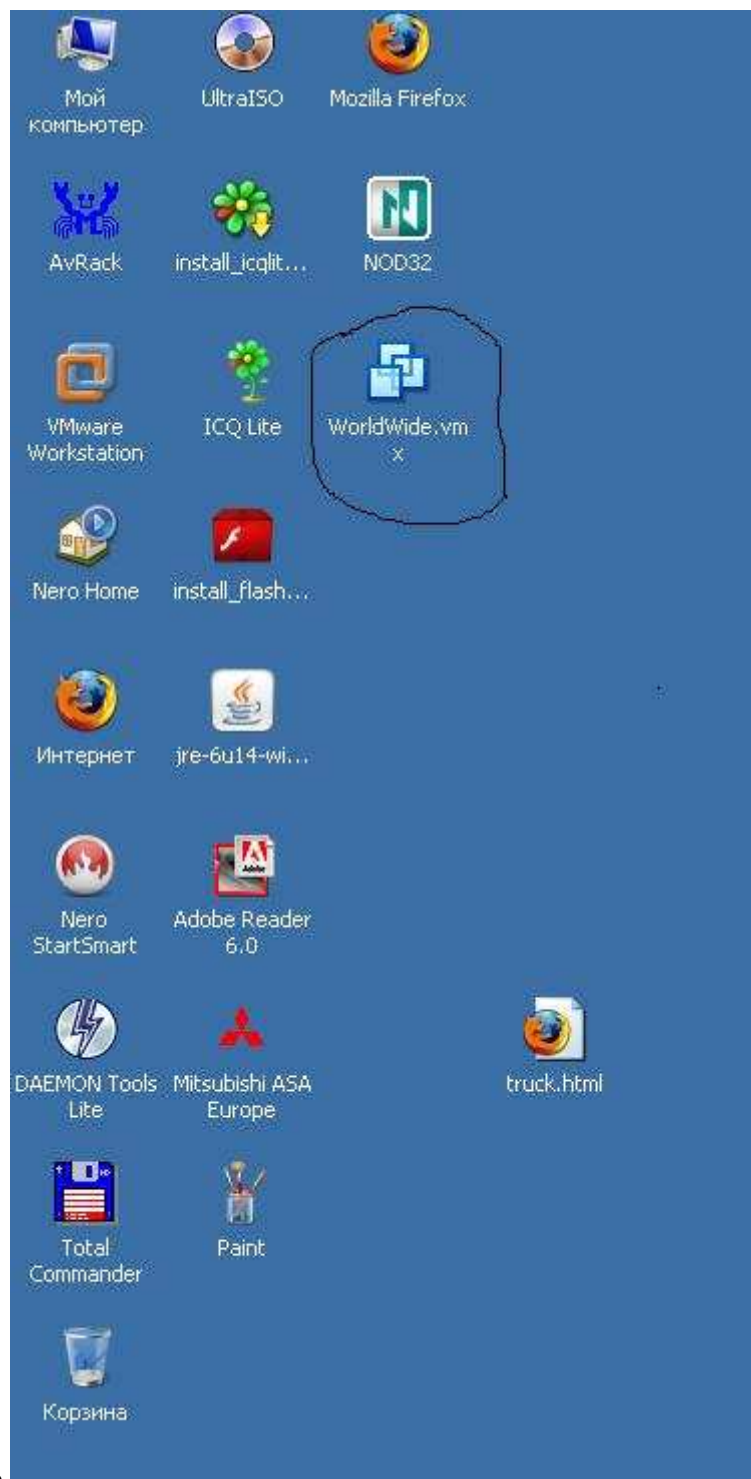 Мой
компьютер
UltraISO
Mozilla Firefox
AvRack
install_icqlit...
NOD32
VMware
Workstation
ICQ Lite
WorldWide.vm
x
Nero Home
install_flash...
Интернет
jre-6u14-wi...
Nero
StartSmart
Adobe Reader
6.0
DAEMON Tools
Lite
Mitsubishi ASA
Europe
truck.html
Total
Commander
Paint
Корзина